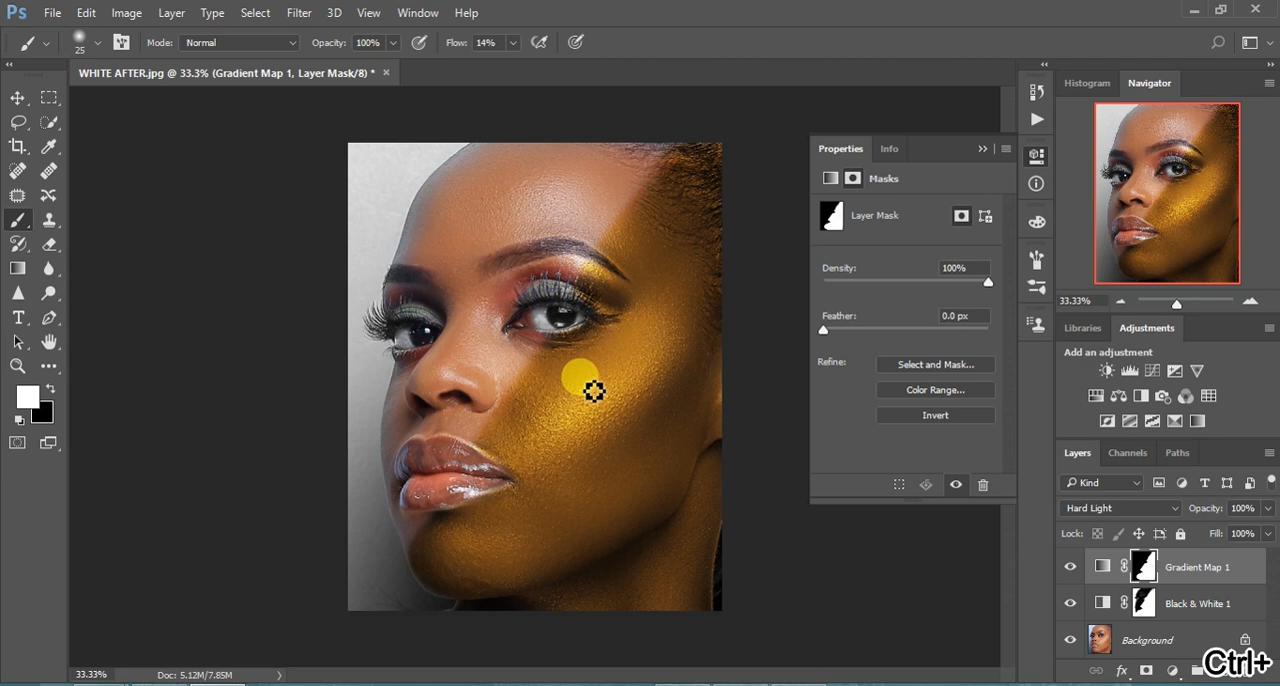 Ps File Edit Image Layer Type Select Filter 3D View Window Help
25 Mode: Normal Opacity: 100% Flow: 14%
WHITE AFTER.jpg @ 33.3% (Gradient Map 1, Layer Mask/8) * ×
Histogram Navigator
33.33%
Properties Info
Masks
Layer Mask
Density: 100%
Feather: 0.0 px
Refine: Select and Mask...
Color Range...
Invert
Libraries Adjustments
Add an adjustment
Layers Channels Paths
Kind
Hard Light Opacity: 100%
Lock: Fill: 100%
Gradient Map 1
Black & White 1
Background
fx
33.33% Doc: 5.12M/7.85M
Ctrl+